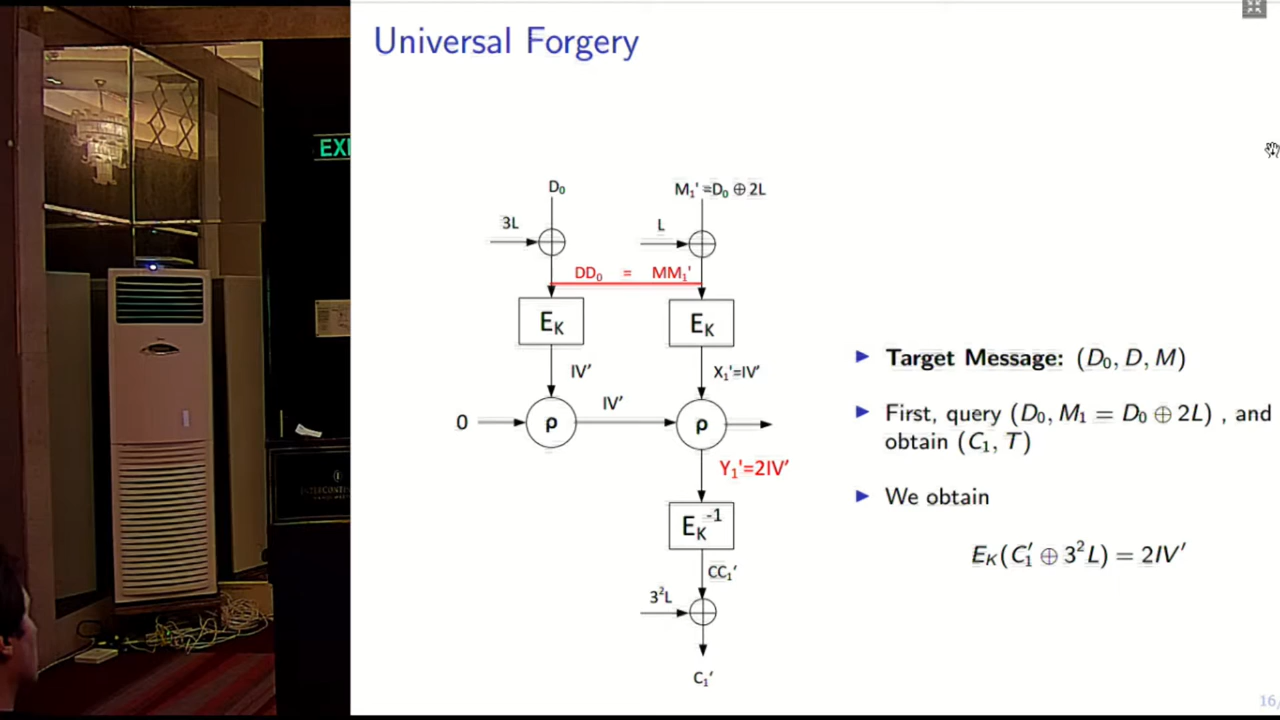 Universal Forgery
EXI
D₀
M₁' = D₀ ⊕ 2L
3L
L
DD₀ = MM₁'
E_K
E_K
IV'
X₁'=IV'
IV'
0
ρ
ρ
Y₁'=2IV'
E_K⁻¹
CC₁'
3²L
C₁'
▶ Target Message: (D₀, D, M)
▶ First, query (D₀, M₁ = D₀ ⊕ 2L) , and
obtain (C₁, T)
▶ We obtain
E_K(C₁' ⊕ 3²L) = 2IV'
INTERCONTI
16/